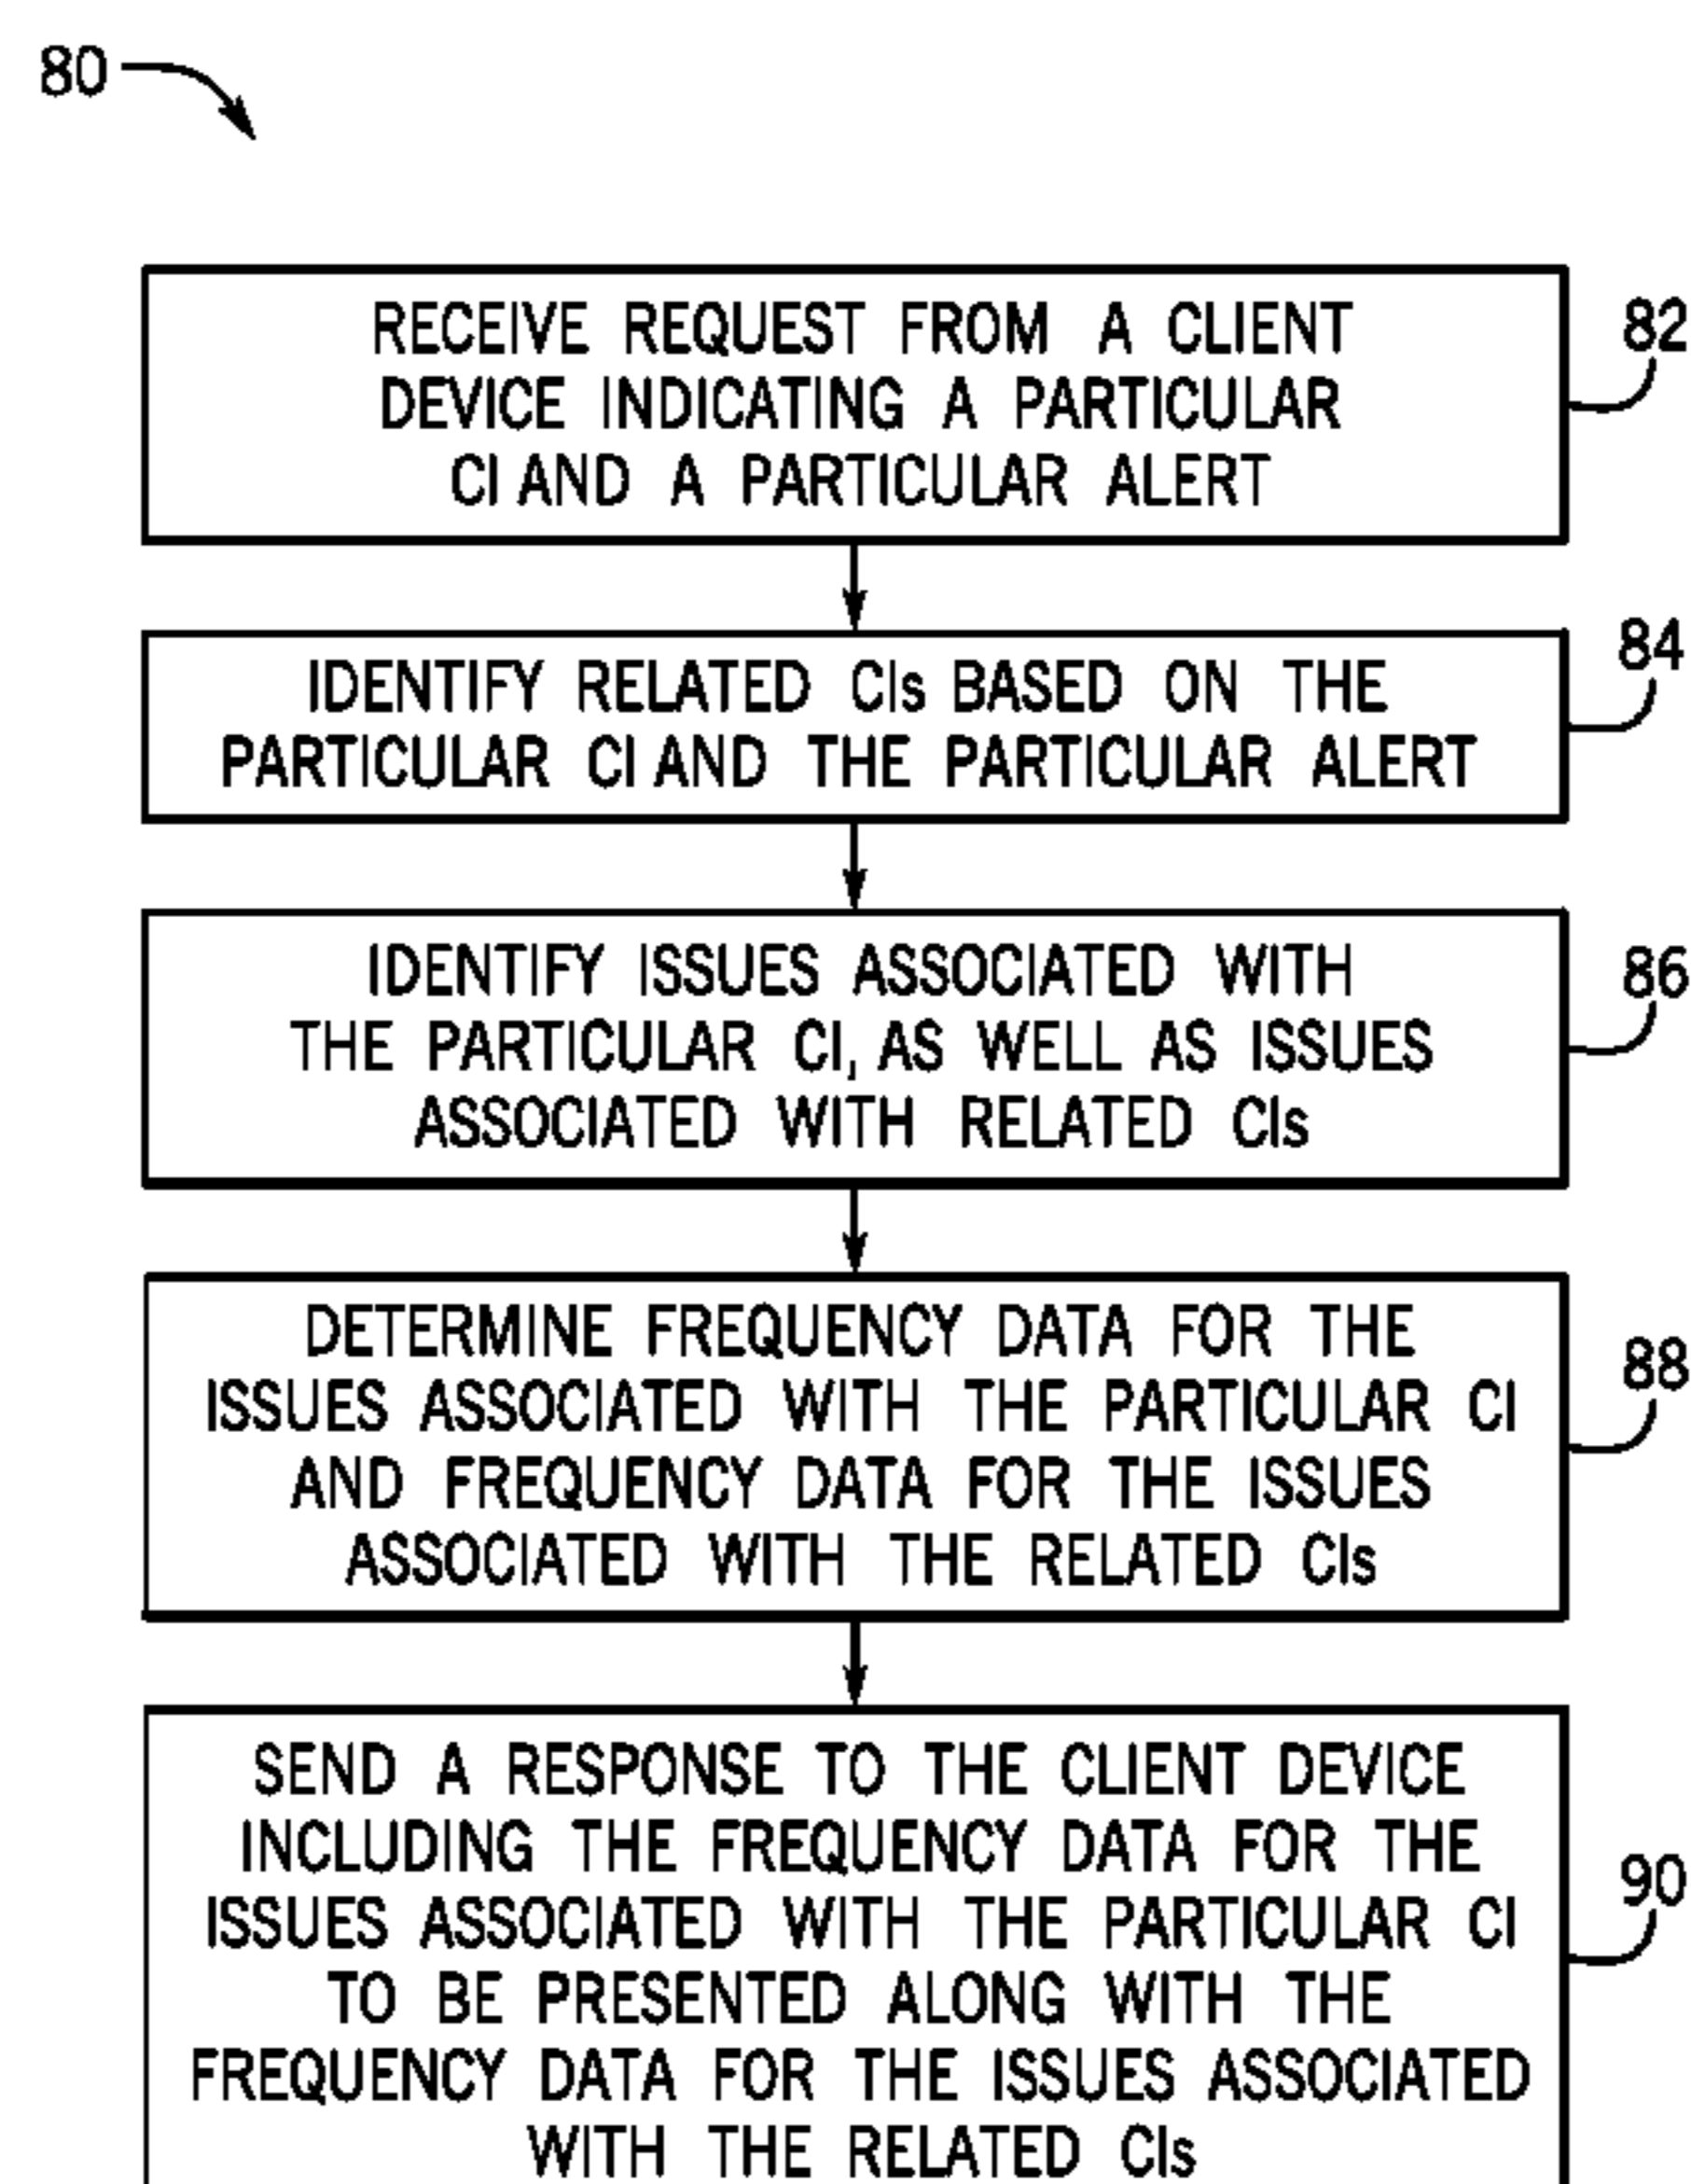 80
RECEIVE REQUEST FROM A CLIENT
DEVICE INDICATING A PARTICULAR
CI AND A PARTICULAR ALERT
82
IDENTIFY RELATED CIs BASED ON THE
PARTICULAR CI AND THE PARTICULAR ALERT
84
IDENTIFY ISSUES ASSOCIATED WITH
THE PARTICULAR CI, AS WELL AS ISSUES
ASSOCIATED WITH RELATED CIs
86
DETERMINE FREQUENCY DATA FOR THE
ISSUES ASSOCIATED WITH THE PARTICULAR CI
AND FREQUENCY DATA FOR THE ISSUES
ASSOCIATED WITH THE RELATED CIs
88
SEND A RESPONSE TO THE CLIENT DEVICE
INCLUDING THE FREQUENCY DATA FOR THE
ISSUES ASSOCIATED WITH THE PARTICULAR CI
TO BE PRESENTED ALONG WITH THE
FREQUENCY DATA FOR THE ISSUES ASSOCIATED
WITH THE RELATED CIs
90